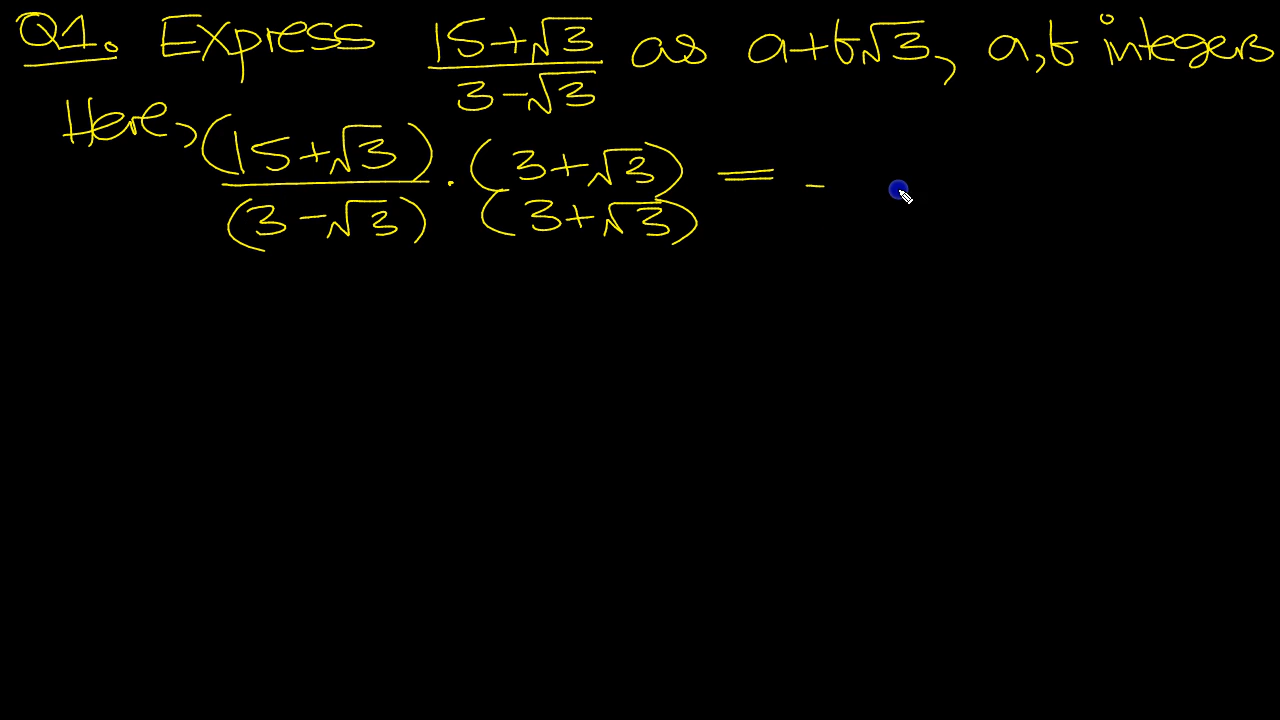 Q1. Express (15+√3)/(3-√3) as a+b√3, a,b integers
Here, (15+√3)/(3-√3) · (3+√3)/(3+√3) = -